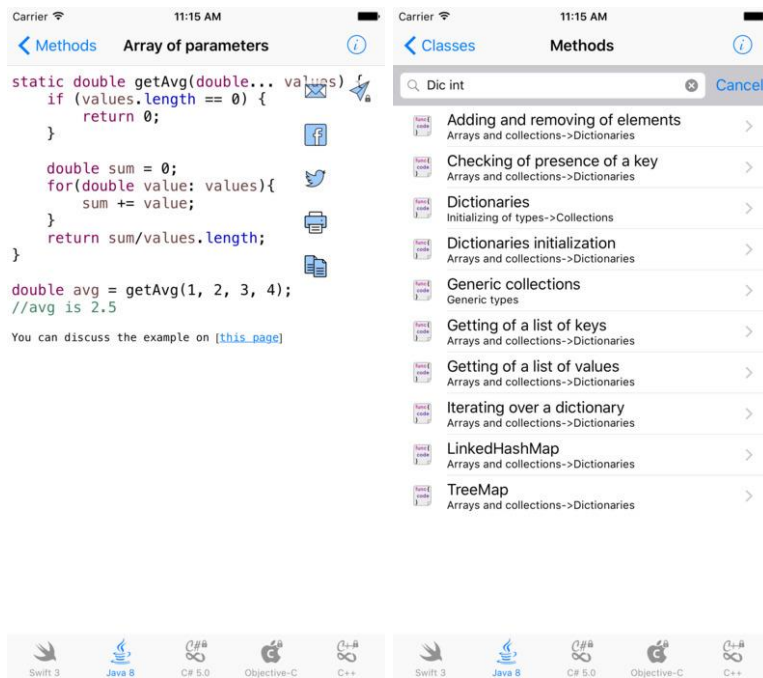 Carrier 11:15 AM
Methods Array of parameters
static double getAvg(double... values) {
if (values.length == 0) {
return 0;
}
double sum = 0;
for(double value: values){
sum += value;
}
return sum/values.length;
}
double avg = getAvg(1, 2, 3, 4);
//avg is 2.5
You can discuss the example on [this page]
Swift 3 Java 8 C# 5.0 Objective-C C++
Carrier 11:15 AM
Classes Methods
Dic int Cancel
Adding and removing of elements
Arrays and collections->Dictionaries
Checking of presence of a key
Arrays and collections->Dictionaries
Dictionaries
Initializing of types->Collections
Dictionaries initialization
Arrays and collections->Dictionaries
Generic collections
Generic types
Getting of a list of keys
Arrays and collections->Dictionaries
Getting of a list of values
Arrays and collections->Dictionaries
Iterating over a dictionary
Arrays and collections->Dictionaries
LinkedHashMap
Arrays and collections->Dictionaries
TreeMap
Arrays and collections->Dictionaries
Swift 3 Java 8 C# 5.0 Objective-C C++